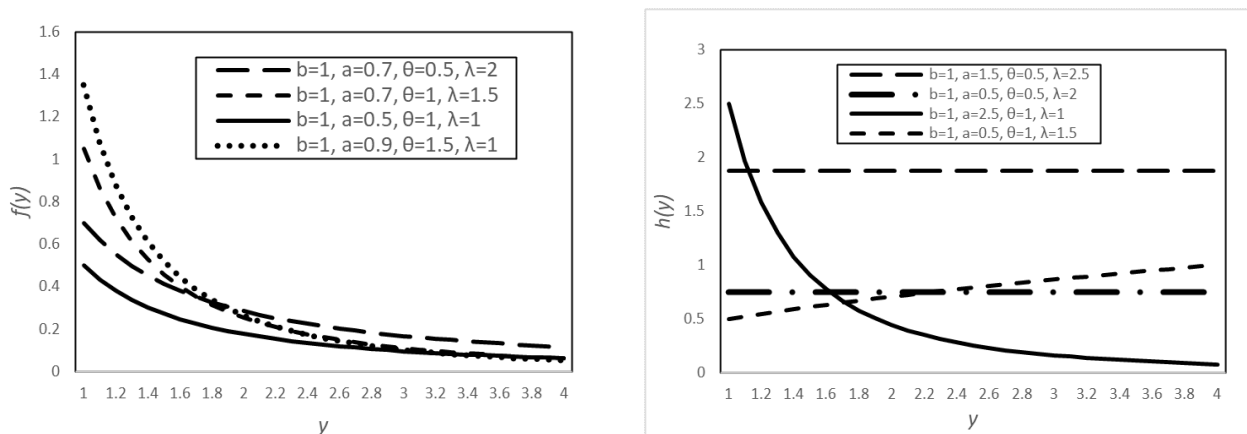 1.6
1.4
1.2
1
0.8
0.6
0.4
0.2
0
f(y)
b=1, a=0.7, θ=0.5, λ=2
b=1, a=0.7, θ=1, λ=1.5
b=1, a=0.5, θ=1, λ=1
b=1, a=0.9, θ=1.5, λ=1
1 1.2 1.4 1.6 1.8 2 2.2 2.4 2.6 2.8 3 3.2 3.4 3.6 3.8 4
y
3
2.5
2
1.5
1
0.5
0
h(y)
b=1, a=1.5, θ=0.5, λ=2.5
b=1, a=0.5, θ=0.5, λ=2
b=1, a=2.5, θ=1, λ=1
b=1, a=0.5, θ=1, λ=1.5
1 1.2 1.4 1.6 1.8 2 2.2 2.4 2.6 2.8 3 3.2 3.4 3.6 3.8 4
y